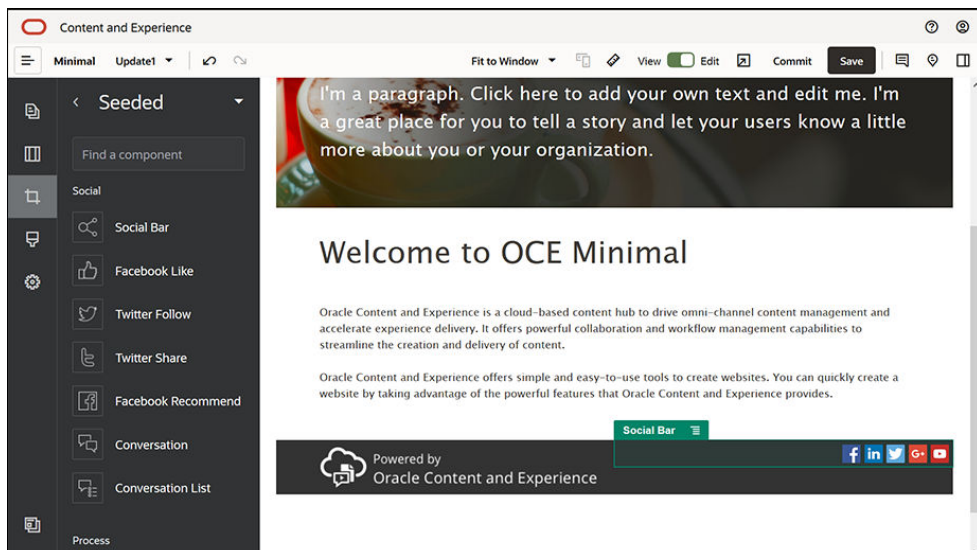 Content and Experience
Minimal Update1 Fit to Window View Edit Commit Save
Seeded
Find a component
Social
Social Bar
Facebook Like
Twitter Follow
Twitter Share
Facebook Recommend
Conversation
Conversation List
Process
I'm a paragraph. Click here to add your own text and edit me. I'm
a great place for you to tell a story and let your users know a little
more about you or your organization.
Welcome to OCE Minimal
Oracle Content and Experience is a cloud-based content hub to drive omni-channel content management and
accelerate experience delivery. It offers powerful collaboration and workflow management capabilities to
streamline the creation and delivery of content.
Oracle Content and Experience offers simple and easy-to-use tools to create websites. You can quickly create a
website by taking advantage of the powerful features that Oracle Content and Experience provides.
Social Bar
Powered by
Oracle Content and Experience
f in G+